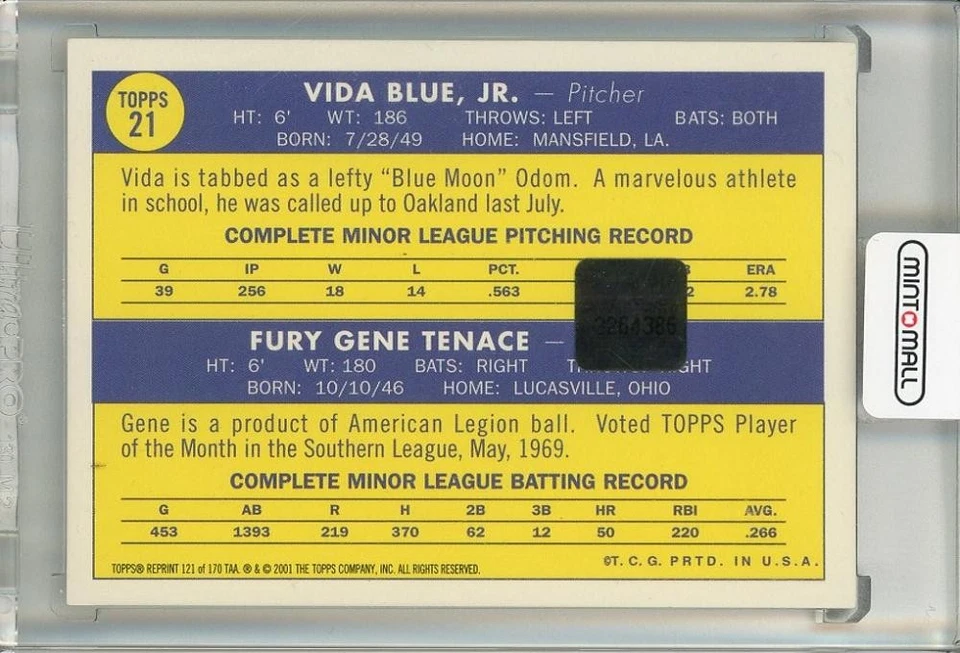 TOPPS
21
VIDA BLUE, JR. — Pitcher
HT: 6' WT: 186 THROWS: LEFT BATS: BOTH
BORN: 7/28/49 HOME: MANSFIELD, LA.
Vida is tabbed as a lefty “Blue Moon” Odom. A marvelous athlete
in school, he was called up to Oakland last July.
COMPLETE MINOR LEAGUE PITCHING RECORD
G IP W L PCT. ERA
39 256 18 14 .563 2 2.78
FURY GENE TENACE —
HT: 6' WT: 180 BATS: RIGHT
BORN: 10/10/46 HOME: LUCASVILLE, OHIO
Gene is a product of American Legion ball. Voted TOPPS Player
of the Month in the Southern League, May, 1969.
COMPLETE MINOR LEAGUE BATTING RECORD
G AB R H 2B 3B HR RBI AVG.
453 1393 219 370 62 12 50 220 .266
TOPPS® REPRINT 121 of 170 TAA. ® & © 2001 THE TOPPS COMPANY, INC. ALL RIGHTS RESERVED.
©T. C. G. PRTD. IN U.S.A.
MINTOMALL